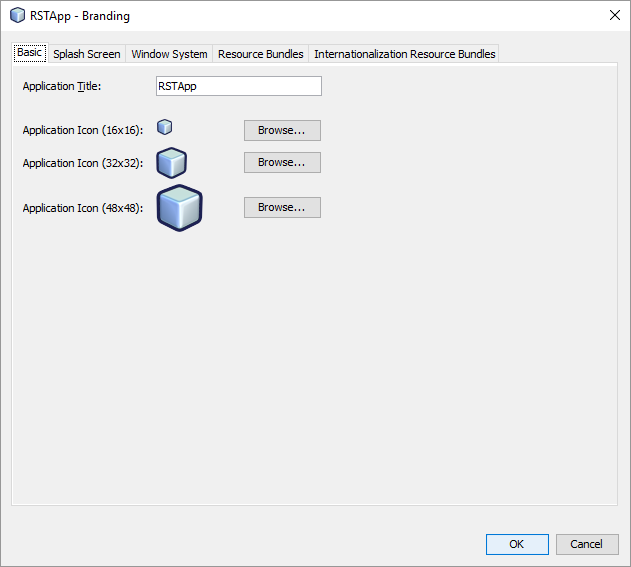 RSTApp - Branding
Basic Splash Screen Window System Resource Bundles Internationalization Resource Bundles
Application Title: RSTApp
Application Icon (16x16): Browse...
Application Icon (32x32): Browse...
Application Icon (48x48): Browse...
OK Cancel